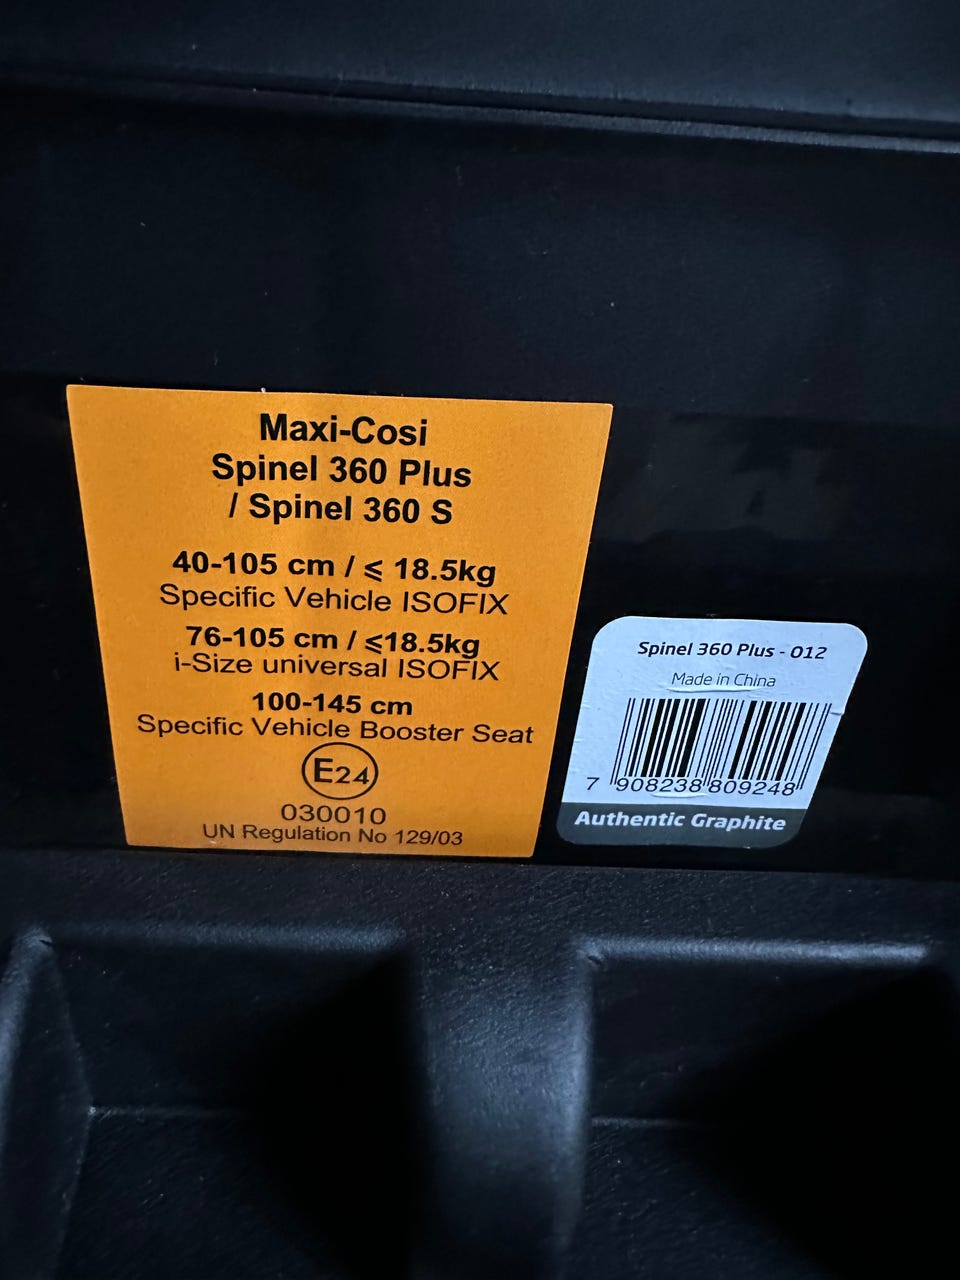 Maxi-Cosi
Spinel 360 Plus
/ Spinel 360 S
40-105 cm / ⩽ 18.5kg
Specific Vehicle ISOFIX
76-105 cm / ⩽18.5kg
i-Size universal ISOFIX
100-145 cm
Specific Vehicle Booster Seat
E24
030010
UN Regulation No 129/03
Spinel 360 Plus - 012
Made in China
7 908238 809248
Authentic Graphite